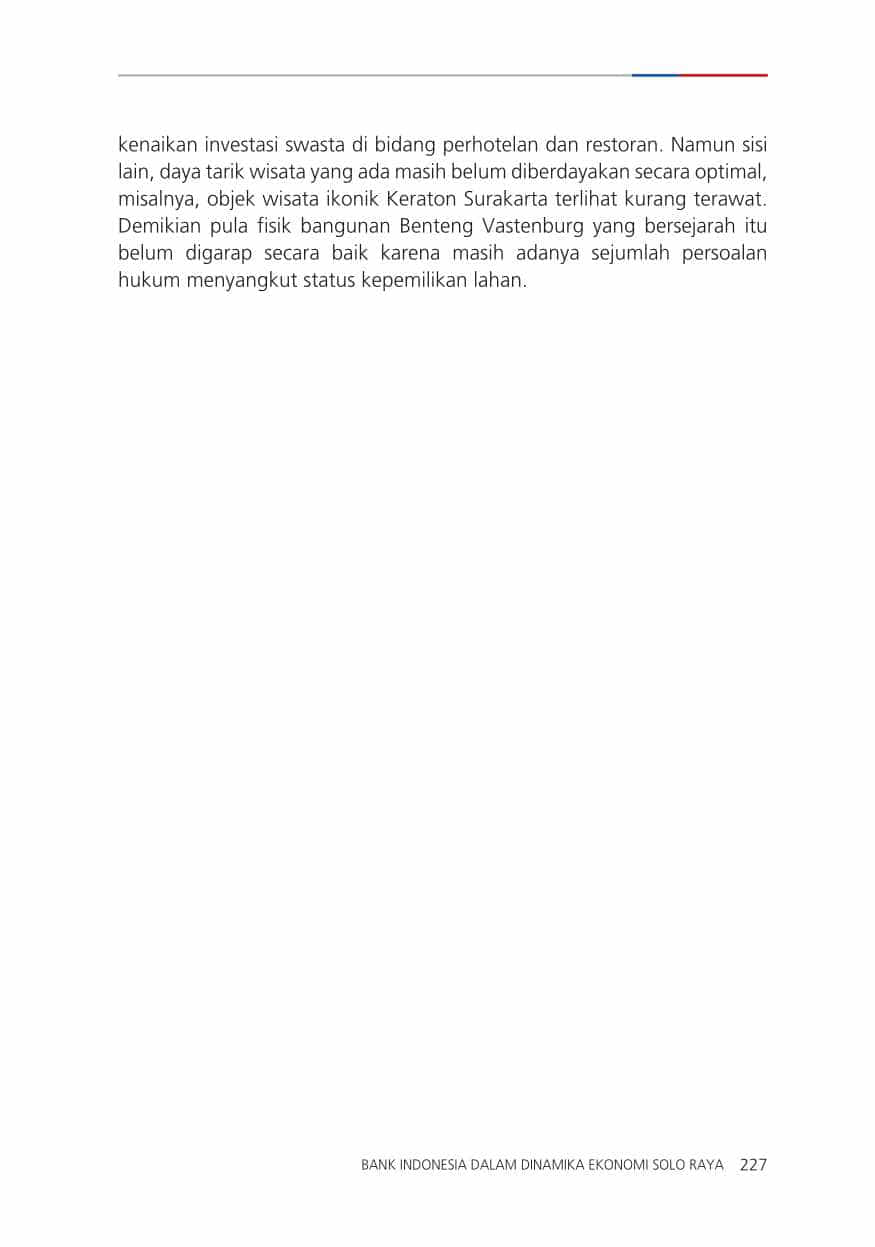 kenaikan investasi swasta di bidang perhotelan dan restoran. Namun sisi
lain, daya tarik wisata yang ada masih belum diberdayakan secara optimal,
misalnya, objek wisata ikonik Keraton Surakarta terlihat kurang terawat.
Demikian pula fisik bangunan Benteng Vastenburg yang bersejarah itu
belum digarap secara baik karena masih adanya sejumlah persoalan
hukum menyangkut status kepemilikan lahan.
BANK INDONESIA DALAM DINAMIKA EKONOMI SOLO RAYA 227